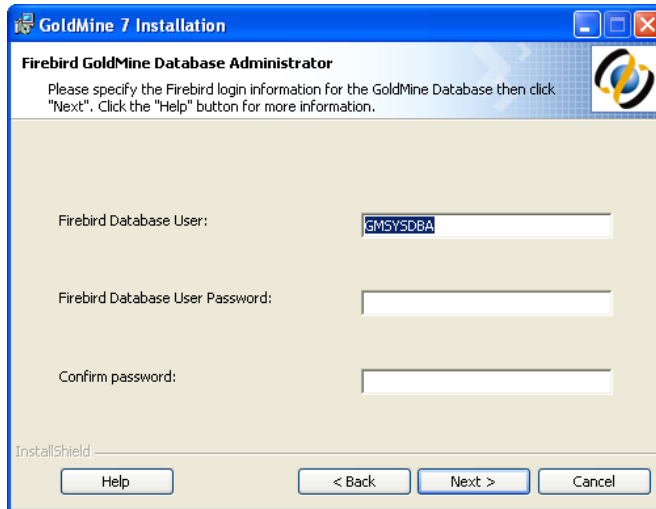 GoldMine 7 Installation
Firebird GoldMine Database Administrator
Please specify the Firebird login information for the GoldMine Database then click
"Next". Click the "Help" button for more information.
Firebird Database User:
GMSYSDBA
Firebird Database User Password:
Confirm password:
InstallShield
Help
< Back
Next >
Cancel